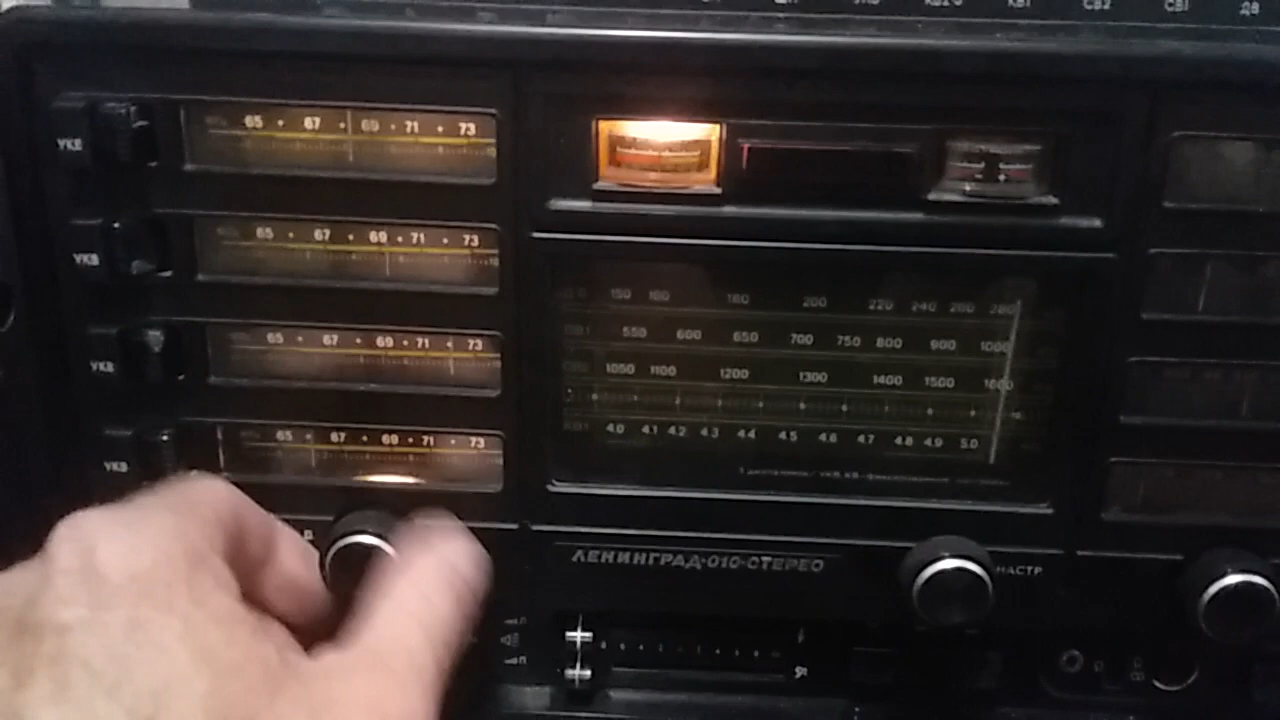 КВ1 СВ2 СВ1 ДВ
УКВ 65 67 69 71 73
УКВ 65 67 69 71 73
УКВ 65 67 69 71 73
УКВ 65 67 69 71 73
150 160 180 200 220 240 260 280
550 600 650 700 750 800 900 1000
1050 1100 1200 1300 1400 1500 1600
4.0 4.1 4.2 4.3 4.4 4.5 4.6 4.7 4.8 4.9 5.0
ЛЕНИНГРАД-010-СТЕРЕО
НАСТР.